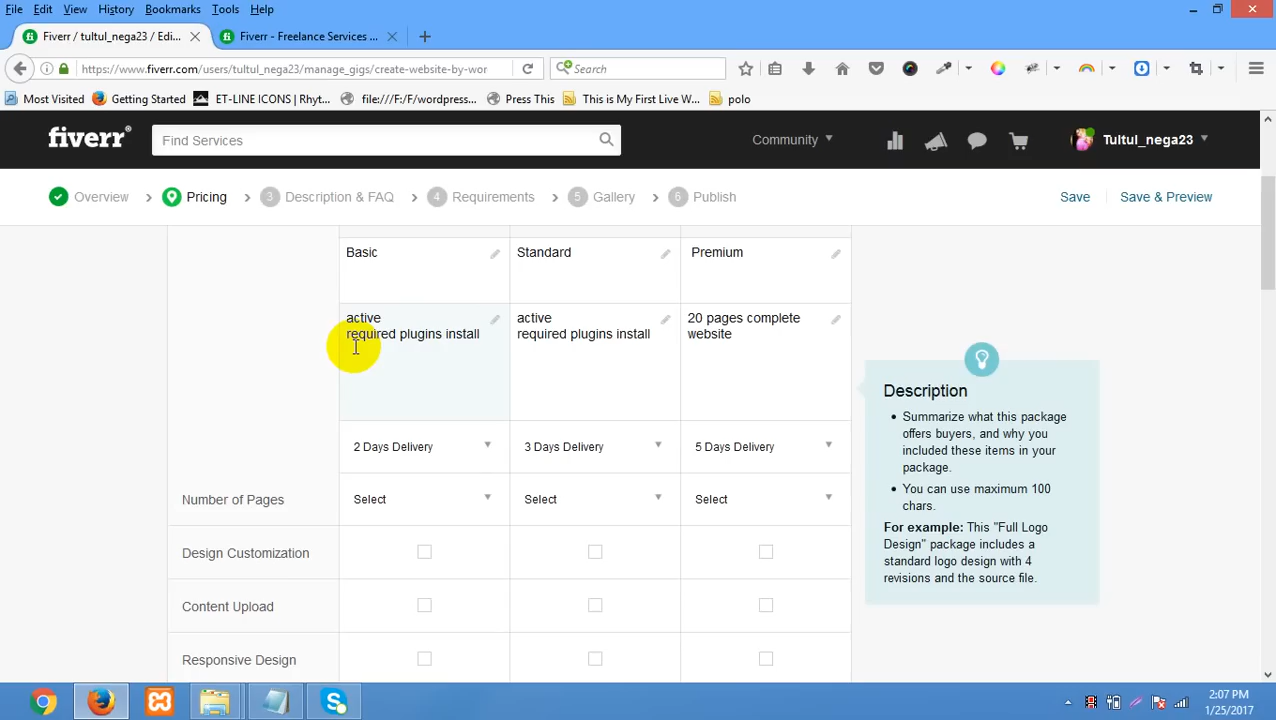 File Edit View History Bookmarks Tools Help
Fiverr / tultul_nega23 / Edi... Fiverr - Freelance Services ...
https://www.fiverr.com/users/tultul_nega23/manage_gigs/create-website-by-wor Search
Most Visited Getting Started ET-LINE ICONS | Rhyt... file:///F:/F/wordpress... Press This This is My First Live W... polo
fiverr Find Services Community Tultul_nega23
Overview Pricing 3 Description & FAQ 4 Requirements 5 Gallery 6 Publish Save Save & Preview
Basic Standard Premium
active active 20 pages complete
required plugins install required plugins install website
Description
Summarize what this package
offers buyers, and why you
included these items in your
package.
You can use maximum 100
chars.
For example: This "Full Logo
Design" package includes a
standard logo design with 4
revisions and the source file.
2 Days Delivery 3 Days Delivery 5 Days Delivery
Number of Pages Select Select Select
Design Customization
Content Upload
Responsive Design
2:07 PM
1/25/2017